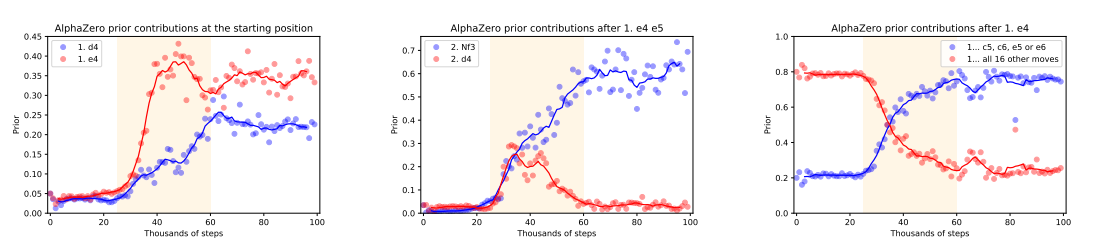 AlphaZero prior contributions at the starting position
0.45
0.40
0.35
0.30
0.25
0.20
0.15
0.10
0.05
0.00
Prior
1. d4
1. e4
0 20 40 60 80 100
Thousands of steps
AlphaZero prior contributions after 1. e4 e5
0.7
0.6
0.5
0.4
0.3
0.2
0.1
0.0
Prior
2. Nf3
2. d4
0 20 40 60 80 100
Thousands of steps
AlphaZero prior contributions after 1. e4
1.0
0.8
0.6
0.4
0.2
0.0
Prior
1... c5, c6, e5 or e6
1... all 16 other moves
0 20 40 60 80 100
Thousands of steps